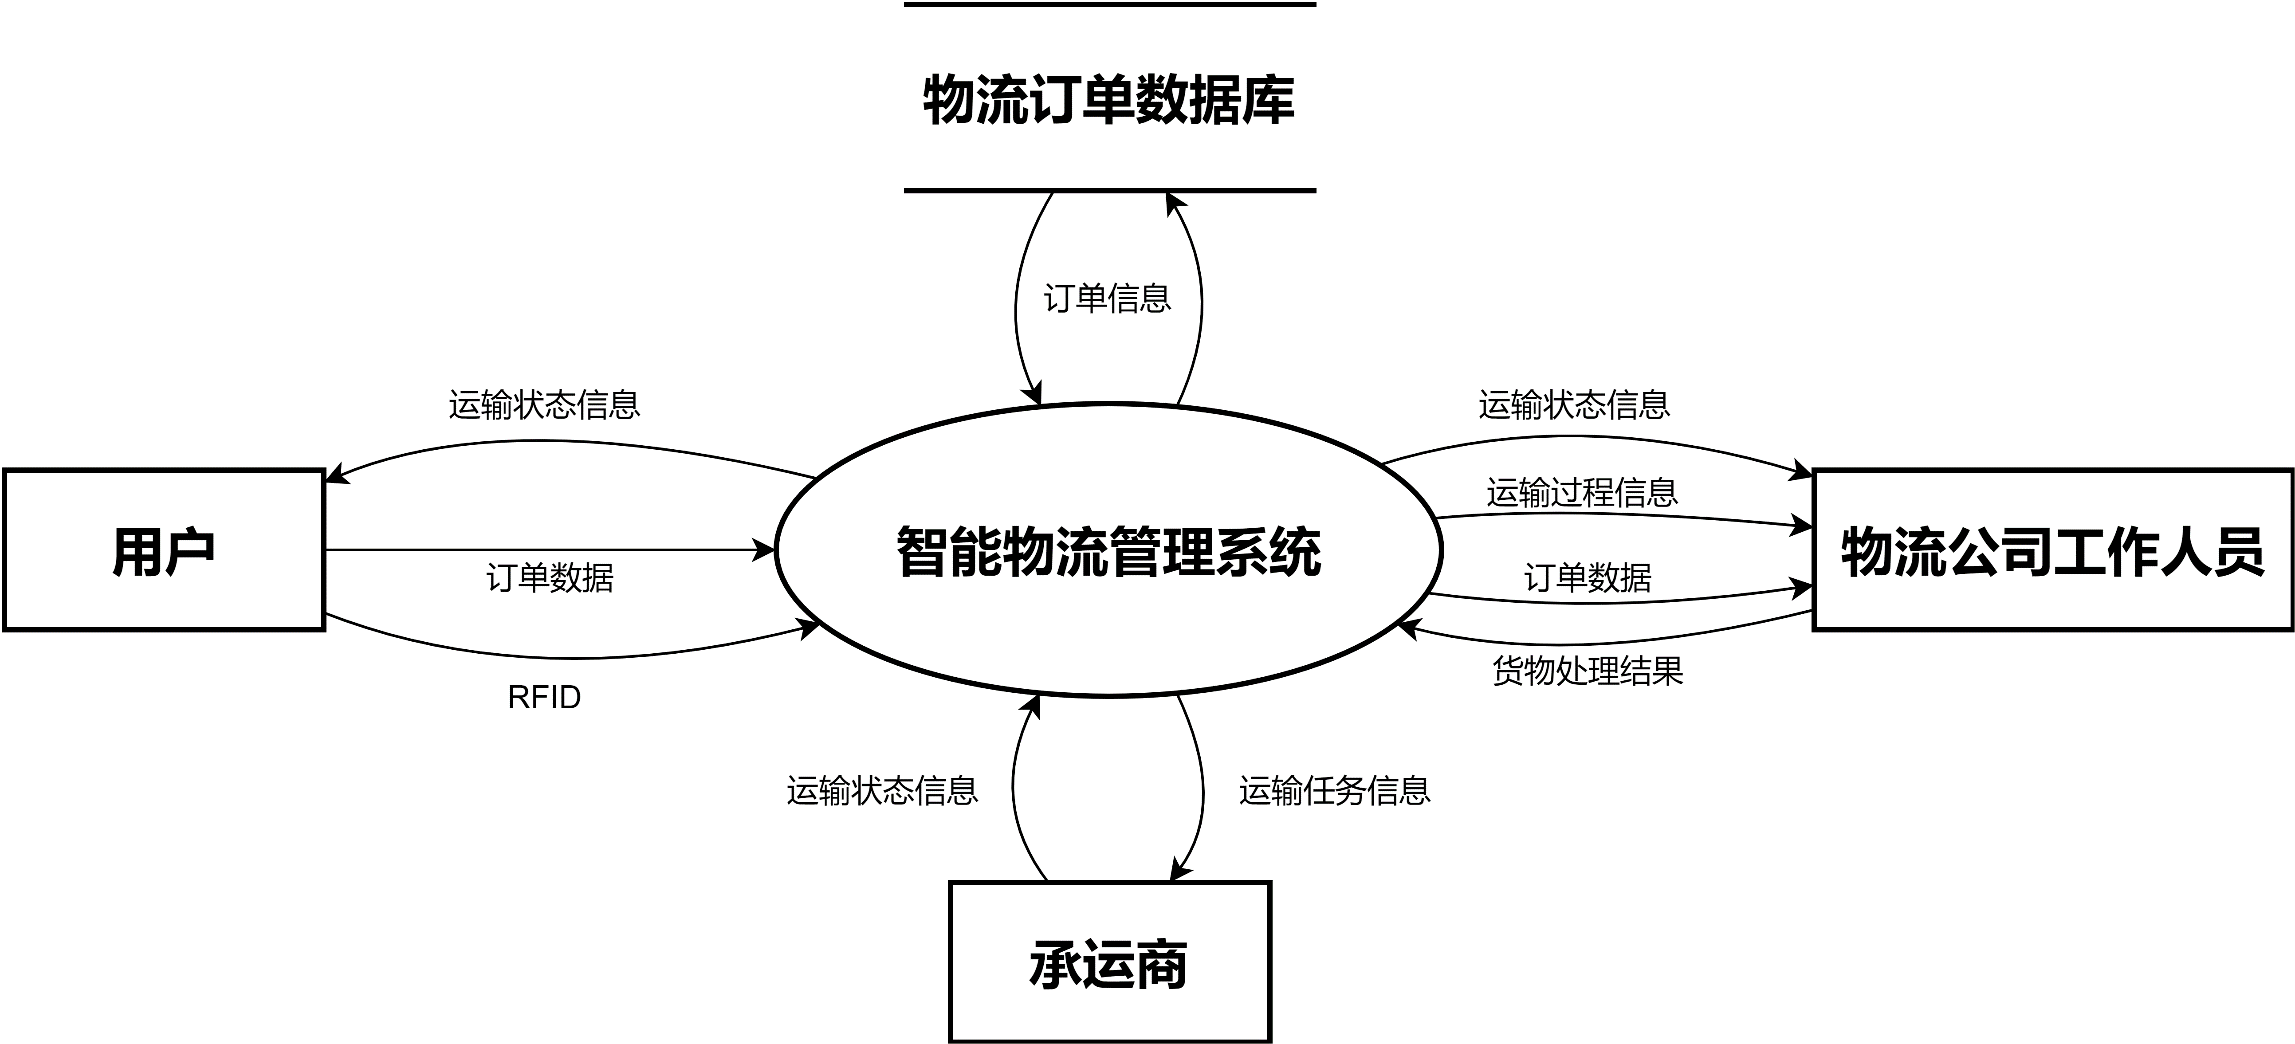 物流订单数据库
订单信息
运输状态信息
运输状态信息
运输过程信息
用户
智能物流管理系统
物流公司工作人员
订单数据
订单数据
货物处理结果
RFID
运输状态信息
运输任务信息
承运商